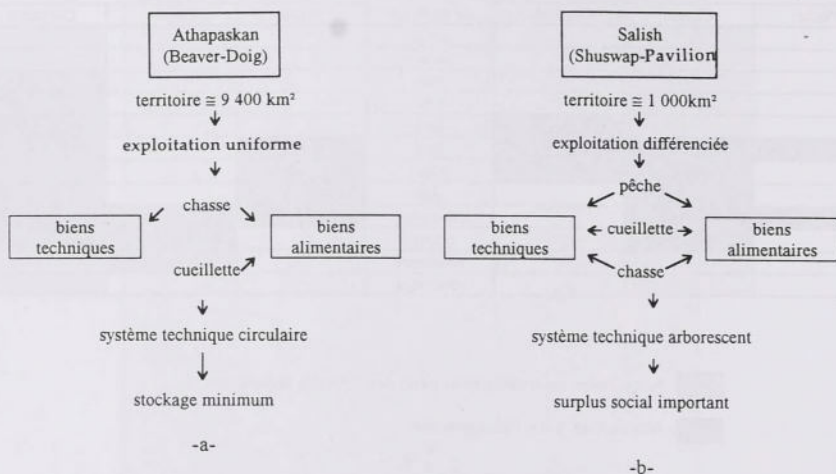 Athapaskan
(Beaver-Doig)
territoire ≅ 9 400 km²
exploitation uniforme
chasse
biens
techniques
biens
alimentaires
cueillette
système technique circulaire
stockage minimum
-a-
Salish
(Shuswap-Pavilion
territoire ≅ 1 000km²
exploitation différenciée
pêche
biens
techniques
cueillette
biens
alimentaires
chasse
système technique arborescent
surplus social important
-b-